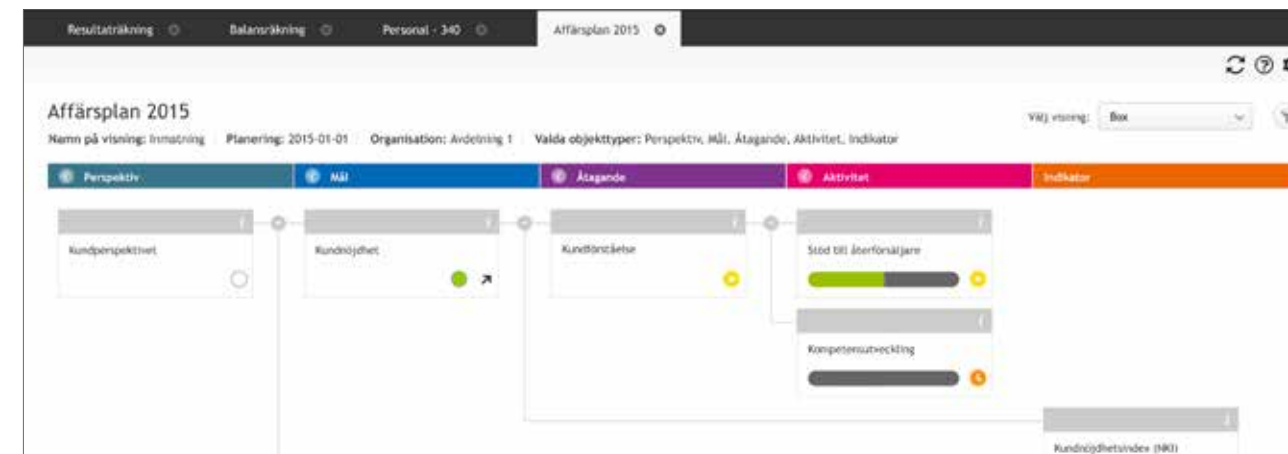 Resultaträkning Balansräkning Personal - 340 Affärsplan 2015
Affärsplan 2015
Välj visning: Box
Namn på visning: Inmatning Planering: 2015-01-01 Organisation: Avdelning 1 Valda objekttyper: Perspektiv, Mål, Åtagande, Aktivitet, Indikator
Perspektiv Mål Åtagande Aktivitet Indikator
Kundperspektivet Kundnöjdhet Kundförståelse Stöd till återförsäljare
Kompetensutveckling
Kundnöjdhetsindex (NKI)